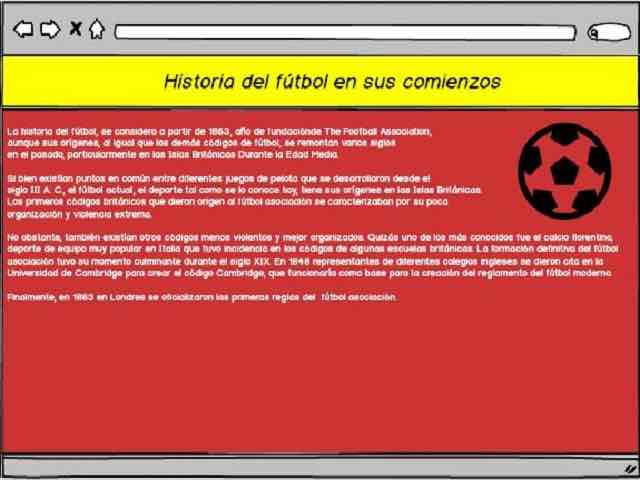 Historia del fútbol en sus comienzos
La historia del fútbol, se considera a partir de 1863, año de fundaciónde The Football Association,
aunque sus orígenes, al igual que los demás códigos de fútbol, se remontan varios siglos
en el pasado, particularmente en las Islas Británicas Durante la Edad Media.
Si bien existían puntos en común entre diferentes juegos de pelota que se desarrollaron desde el
siglo III A. C., el fútbol actual, el deporte tal como se lo conoce hoy, tiene sus orígenes en las Islas Británicas.
Los primeros códigos británicos que dieron origen al fútbol asociación se caracterizaban por su poca
organización y violencia extrema.
No obstante, también existían otros códigos menos violentos y mejor organizados. Quizás uno de los más conocidos fue el calcio florentino,
deporte de equipo muy popular en Italia que tuvo incidencia en los códigos de algunas escuelas británicas. La formación definitiva del fútbol
asociación tuvo su momento culminante durante el siglo XIX. En 1848 representantes de diferentes colegios ingleses se dieron cita en la
Universidad de Cambridge para crear el código Cambridge, que funcionaría como base para la creación del reglamento del fútbol moderno.
Finalmente, en 1863 en Londres se oficializaron las primeras reglas del fútbol asociación.